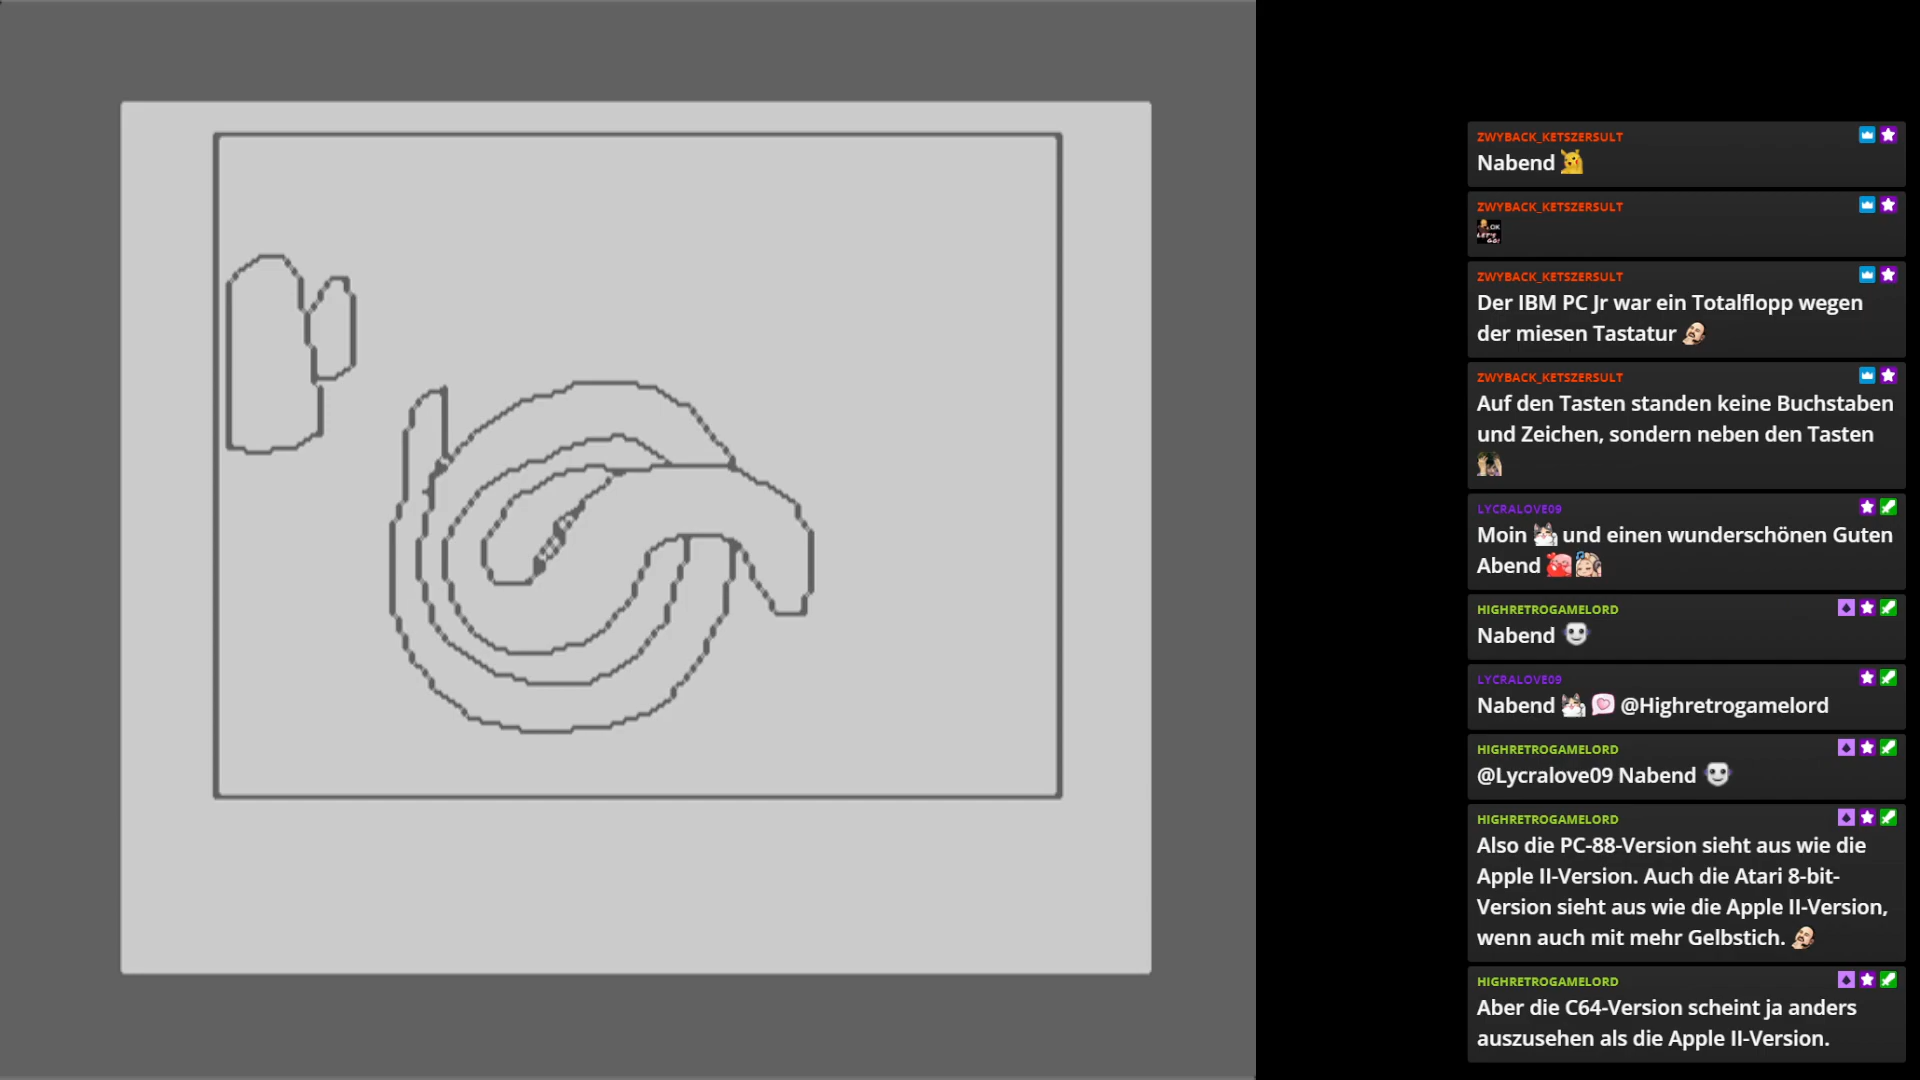 ZWYBACK_KETSZERSULT
Nabend
ZWYBACK_KETSZERSULT
OK
LET'S
GO!
ZWYBACK_KETSZERSULT
Der IBM PC Jr war ein Totalflopp wegen
der miesen Tastatur
ZWYBACK_KETSZERSULT
Auf den Tasten standen keine Buchstaben
und Zeichen, sondern neben den Tasten
LYCRALOVE09
Moin und einen wunderschönen Guten
Abend
HIGHRETROGAMELORD
Nabend
LYCRALOVE09
Nabend @Highretrogamelord
HIGHRETROGAMELORD
@Lycralove09 Nabend
HIGHRETROGAMELORD
Also die PC-88-Version sieht aus wie die
Apple II-Version. Auch die Atari 8-bit-
Version sieht aus wie die Apple II-Version,
wenn auch mit mehr Gelbstich.
HIGHRETROGAMELORD
Aber die C64-Version scheint ja anders
auszusehen als die Apple II-Version.